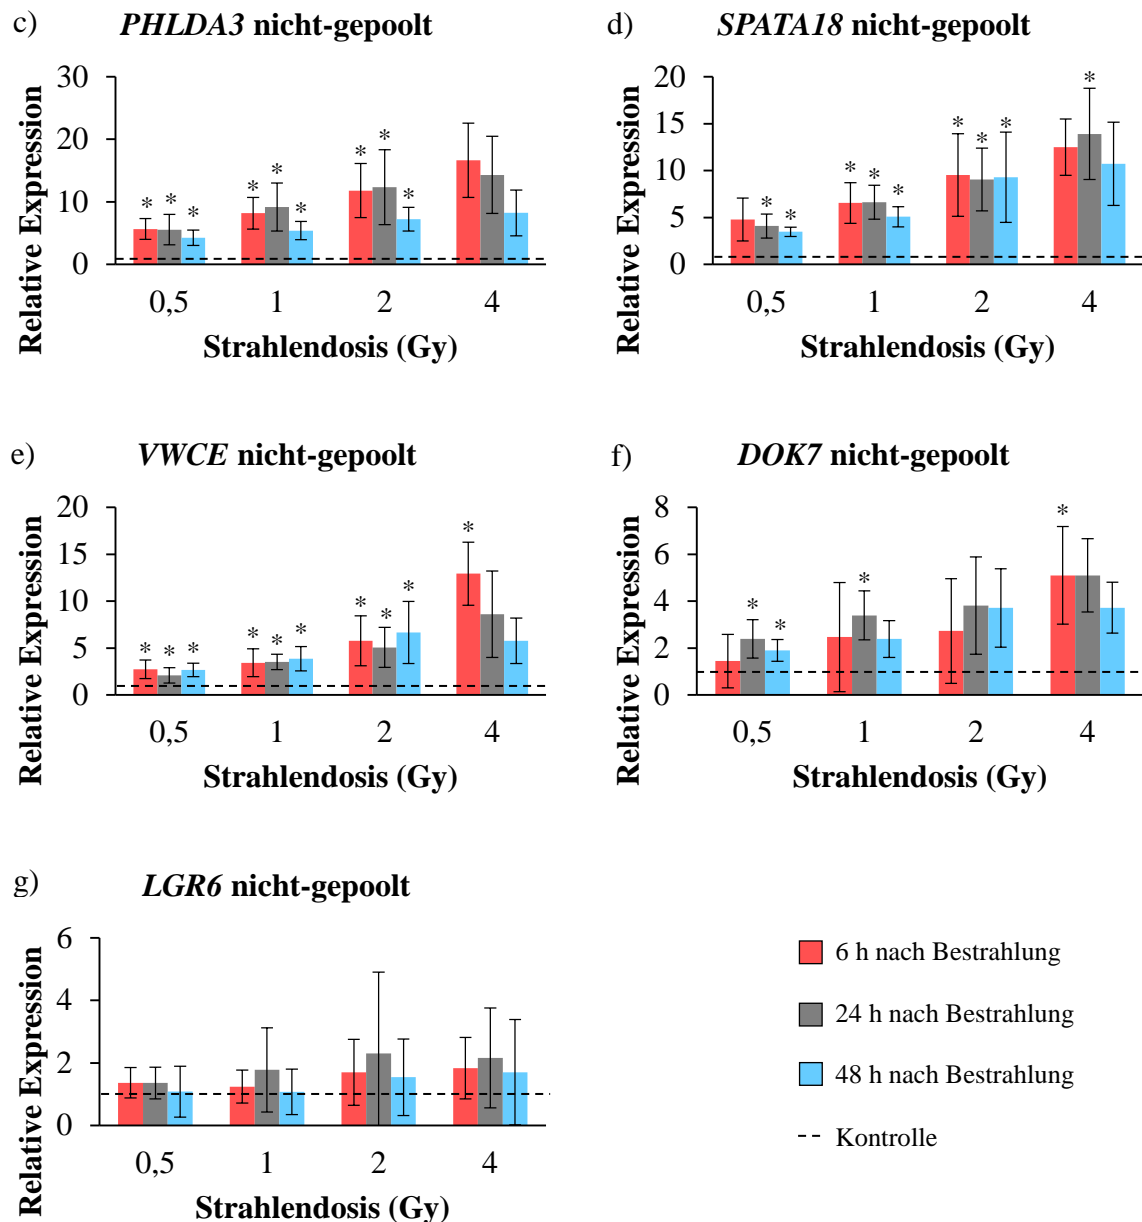 c) PHLDA3 nicht-gepoolt
Relative Expression
30
20
10
0
* * * * * * * * *
0,5 1 2 4
Strahlendosis (Gy)
d) SPATA18 nicht-gepoolt
Relative Expression
20
15
10
5
0
* * * * * * * * *
0,5 1 2 4
Strahlendosis (Gy)
e) VWCE nicht-gepoolt
Relative Expression
20
15
10
5
0
* * * * * * * * * *
0,5 1 2 4
Strahlendosis (Gy)
f) DOK7 nicht-gepoolt
Relative Expression
8
6
4
2
0
* * * *
0,5 1 2 4
Strahlendosis (Gy)
g) LGR6 nicht-gepoolt
Relative Expression
6
4
2
0
0,5 1 2 4
Strahlendosis (Gy)
6 h nach Bestrahlung
24 h nach Bestrahlung
48 h nach Bestrahlung
Kontrolle